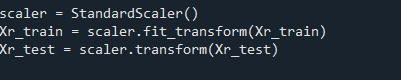 scaler = StandardScaler()
Xr_train = scaler.fit_transform(Xr_train)
Xr_test = scaler.transform(Xr_test)